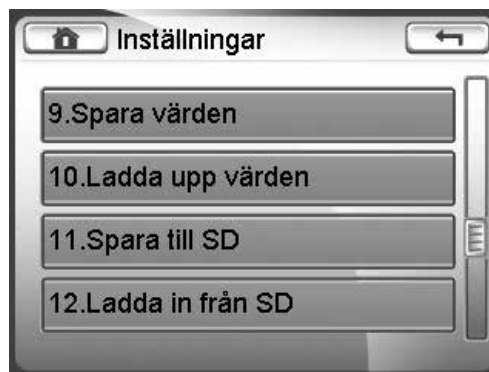 Inställningar
9.Spara värden
10.Ladda upp värden
11.Spara till SD
12.Ladda in från SD